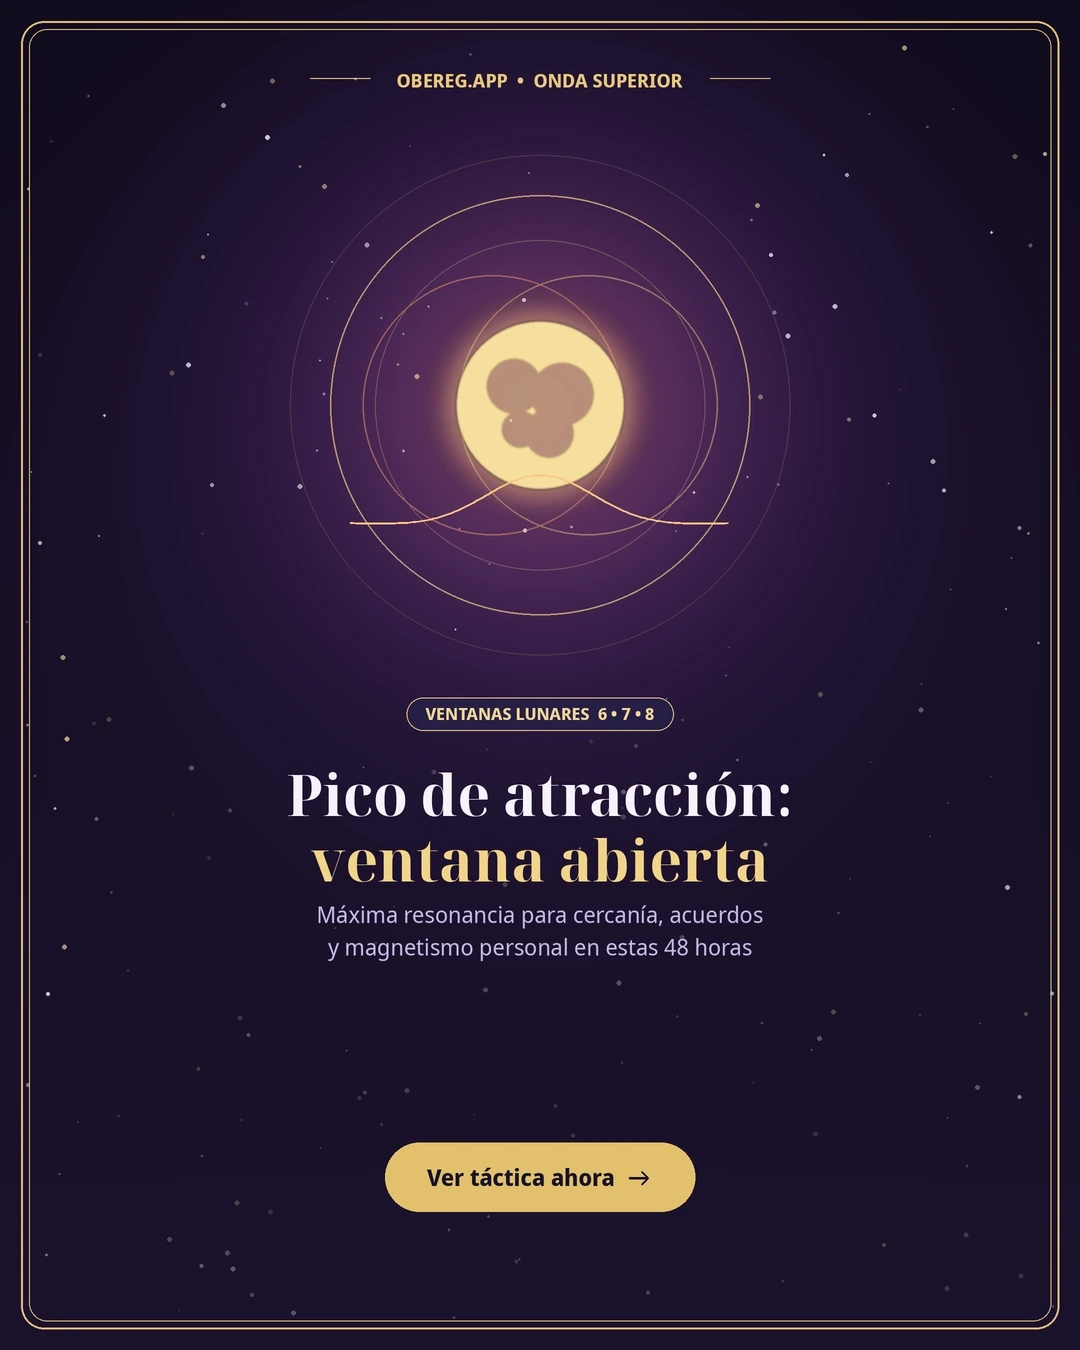 OBEREG.APP • ONDA SUPERIOR
VENTANAS LUNARES 6 • 7 • 8
Pico de atracción:
ventana abierta
Máxima resonancia para cercanía, acuerdos
y magnetismo personal en estas 48 horas
Ver táctica ahora →